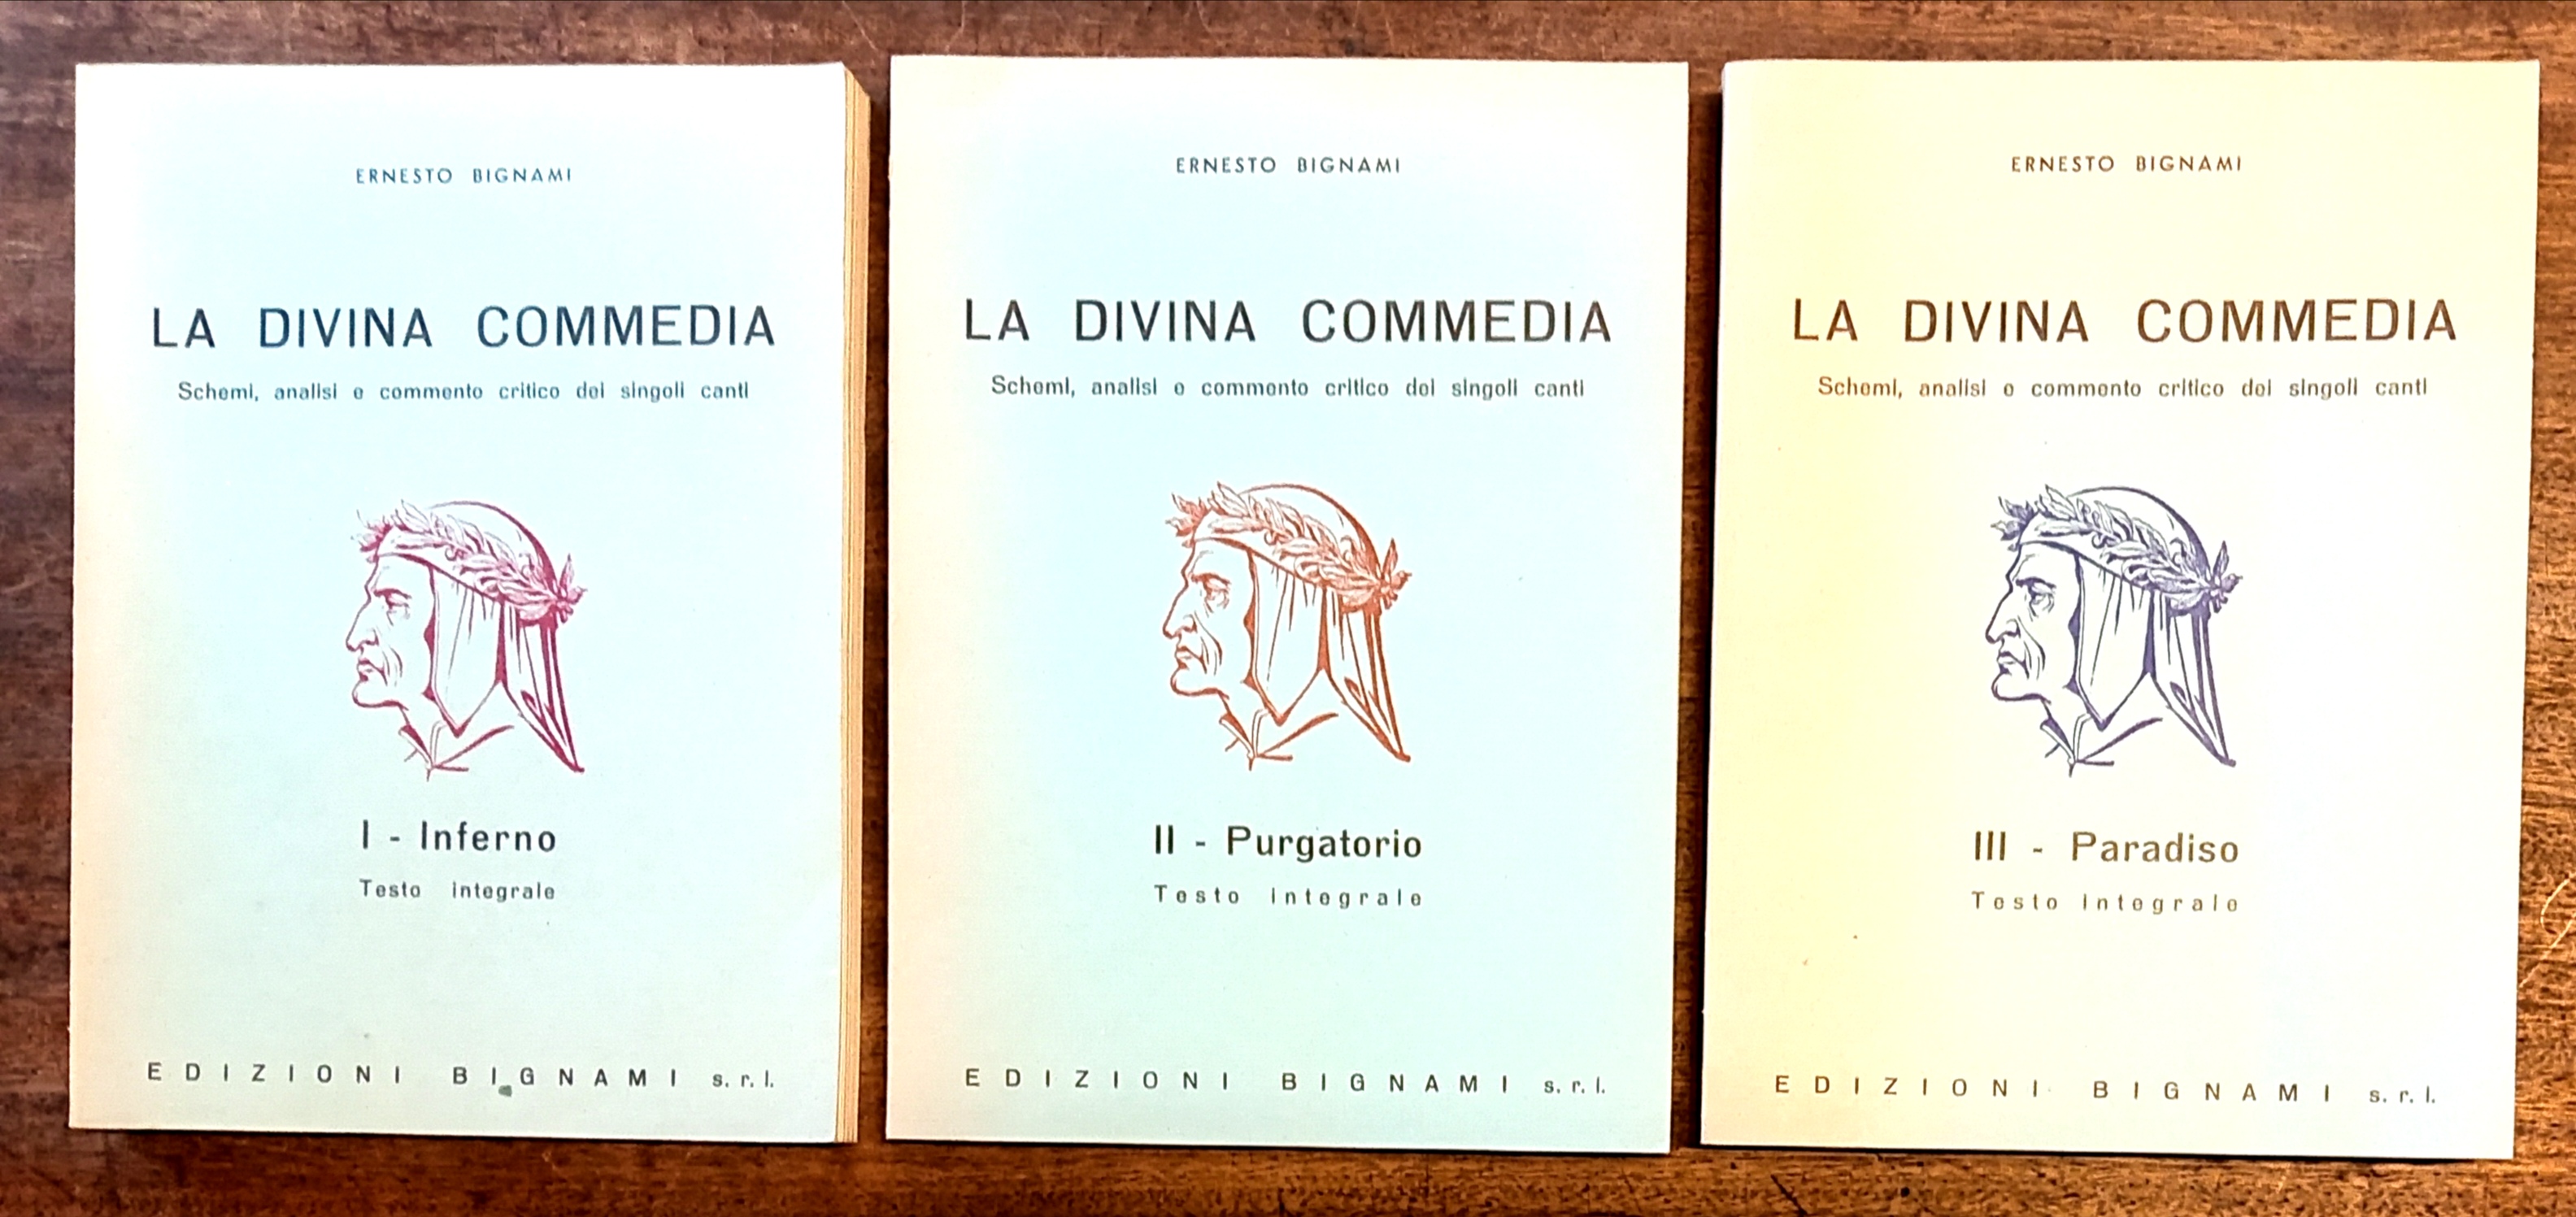 ERNESTO BIGNAMI
LA DIVINA COMMEDIA
Schemi, analisi e commento critico dei singoli canti
I - Inferno
Testo integrale
EDIZIONI BIGNAMI s. r. l.
ERNESTO BIGNAMI
LA DIVINA COMMEDIA
Schemi, analisi e commento critico dei singoli canti
II - Purgatorio
Testo integrale
EDIZIONI BIGNAMI s. r. l.
ERNESTO BIGNAMI
LA DIVINA COMMEDIA
Schemi, analisi e commento critico dei singoli canti
III - Paradiso
Testo integrale
EDIZIONI BIGNAMI s. r. l.